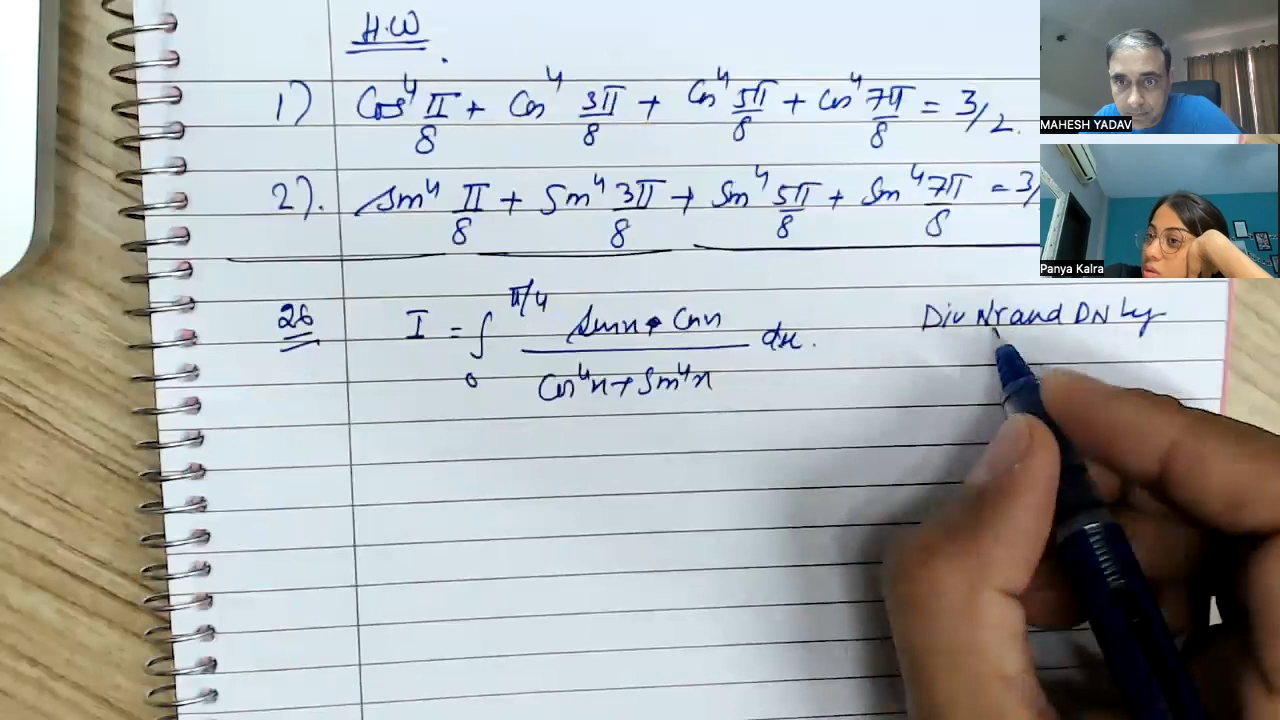 H.W
1) Cos⁴ π/8 + Cos⁴ 3π/8 + Cos⁴ 5π/8 + Cos⁴ 7π/8 = 3/2.
2). Sin⁴ π/8 + Sin⁴ 3π/8 + Sin⁴ 5π/8 + Sin⁴ 7π/8 = 3/
26 I = ∫₀^π/4 Sinx • Cosx / Cos⁴x + Sin⁴x dx.
Div Nr and DN by
MAHESH YADAV
Panya Kalra